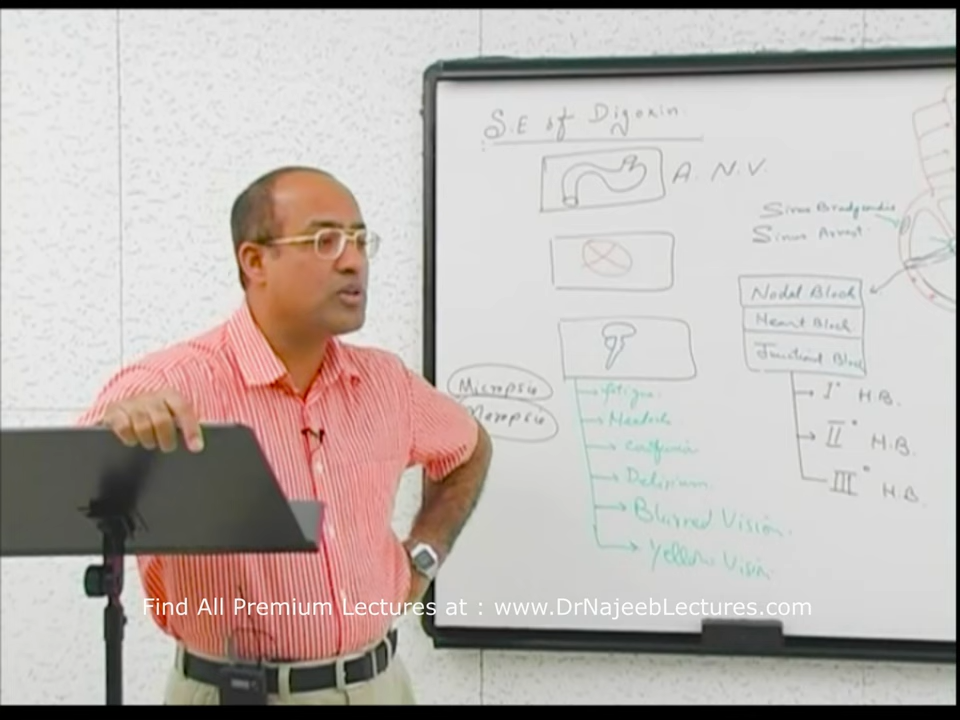 S.E of Digoxin.
A. N. V.
Sinus Bradycardia
Sinus Arrest.
Nodal Block
Heart Block
Junctional Block
I° H.B.
II° H.B.
III° H.B.
Micropsia
Macropsia
fatigue.
Headache
Confusion
Delirium.
Blurred Vision.
Yellow Vision.
Find All Premium Lectures at : www.DrNajeebLectures.com